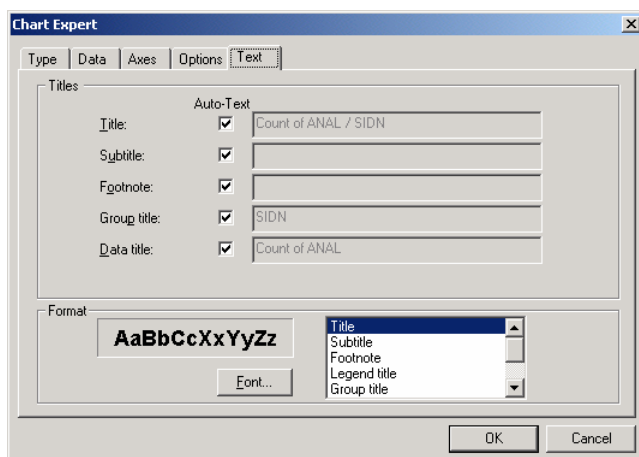 Chart Expert
Type Data Axes Options Text
Titles
Auto-Text
Title: Count of ANAL / SIDN
Subtitle:
Footnote:
Group title: SIDN
Data title: Count of ANAL
Format
AaBbCcXxYyZz
Font...
Title
Subtitle
Footnote
Legend title
Group title
OK Cancel